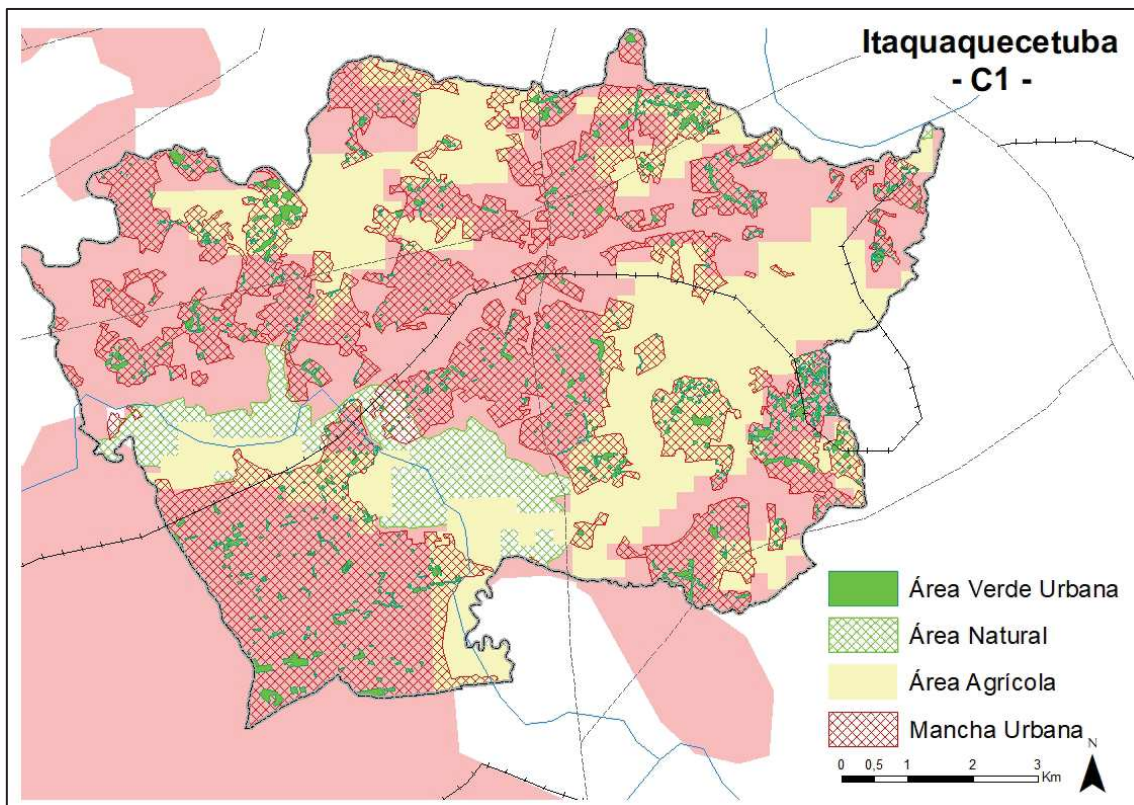 Itaquaquecetuba
- C1 -
Área Verde Urbana
Área Natural
Área Agrícola
Mancha Urbana
N
0 0,5 1 2 3
Km